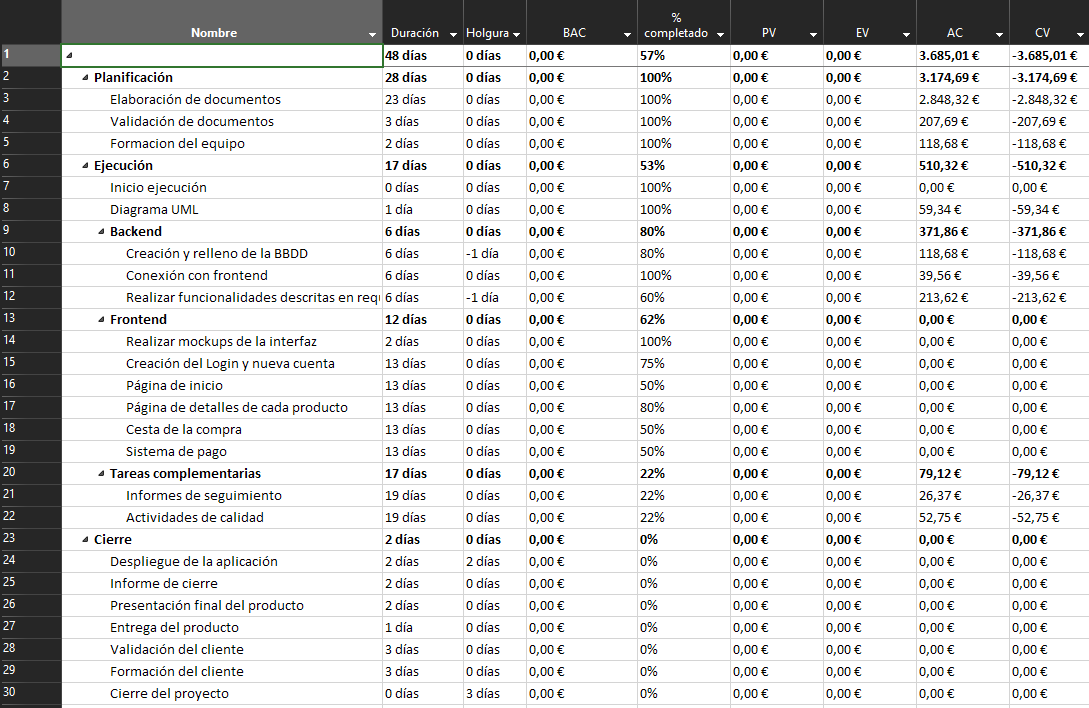 Nombre Duración Holgura BAC % completado PV EV AC CV
1 48 días 0 días 0,00 € 57% 0,00 € 0,00 € 3.685,01 € -3.685,01 €
2 Planificación 28 días 0 días 0,00 € 100% 0,00 € 0,00 € 3.174,69 € -3.174,69 €
3 Elaboración de documentos 23 días 0 días 0,00 € 100% 0,00 € 0,00 € 2.848,32 € -2.848,32 €
4 Validación de documentos 3 días 0 días 0,00 € 100% 0,00 € 0,00 € 207,69 € -207,69 €
5 Formacion del equipo 2 días 0 días 0,00 € 100% 0,00 € 0,00 € 118,68 € -118,68 €
6 Ejecución 17 días 0 días 0,00 € 53% 0,00 € 0,00 € 510,32 € -510,32 €
7 Inicio ejecución 0 días 0 días 0,00 € 100% 0,00 € 0,00 € 0,00 € 0,00 €
8 Diagrama UML 1 día 0 días 0,00 € 100% 0,00 € 0,00 € 59,34 € -59,34 €
9 Backend 6 días 0 días 0,00 € 80% 0,00 € 0,00 € 371,86 € -371,86 €
10 Creación y relleno de la BBDD 6 días -1 día 0,00 € 80% 0,00 € 0,00 € 118,68 € -118,68 €
11 Conexión con frontend 6 días 0 días 0,00 € 100% 0,00 € 0,00 € 39,56 € -39,56 €
12 Realizar funcionalidades descritas en req 6 días -1 día 0,00 € 60% 0,00 € 0,00 € 213,62 € -213,62 €
13 Frontend 12 días 0 días 0,00 € 62% 0,00 € 0,00 € 0,00 € 0,00 €
14 Realizar mockups de la interfaz 2 días 0 días 0,00 € 100% 0,00 € 0,00 € 0,00 € 0,00 €
15 Creación del Login y nueva cuenta 13 días 0 días 0,00 € 75% 0,00 € 0,00 € 0,00 € 0,00 €
16 Página de inicio 13 días 0 días 0,00 € 50% 0,00 € 0,00 € 0,00 € 0,00 €
17 Página de detalles de cada producto 13 días 0 días 0,00 € 80% 0,00 € 0,00 € 0,00 € 0,00 €
18 Cesta de la compra 13 días 0 días 0,00 € 50% 0,00 € 0,00 € 0,00 € 0,00 €
19 Sistema de pago 13 días 0 días 0,00 € 50% 0,00 € 0,00 € 0,00 € 0,00 €
20 Tareas complementarias 17 días 0 días 0,00 € 22% 0,00 € 0,00 € 79,12 € -79,12 €
21 Informes de seguimiento 19 días 0 días 0,00 € 22% 0,00 € 0,00 € 26,37 € -26,37 €
22 Actividades de calidad 19 días 0 días 0,00 € 22% 0,00 € 0,00 € 52,75 € -52,75 €
23 Cierre 2 días 0 días 0,00 € 0% 0,00 € 0,00 € 0,00 € 0,00 €
24 Despliegue de la aplicación 2 días 2 días 0,00 € 0% 0,00 € 0,00 € 0,00 € 0,00 €
25 Informe de cierre 2 días 0 días 0,00 € 0% 0,00 € 0,00 € 0,00 € 0,00 €
26 Presentación final del producto 2 días 0 días 0,00 € 0% 0,00 € 0,00 € 0,00 € 0,00 €
27 Entrega del producto 1 día 0 días 0,00 € 0% 0,00 € 0,00 € 0,00 € 0,00 €
28 Validación del cliente 3 días 0 días 0,00 € 0% 0,00 € 0,00 € 0,00 € 0,00 €
29 Formación del cliente 3 días 0 días 0,00 € 0% 0,00 € 0,00 € 0,00 € 0,00 €
30 Cierre del proyecto 0 días 3 días 0,00 € 0% 0,00 € 0,00 € 0,00 € 0,00 €